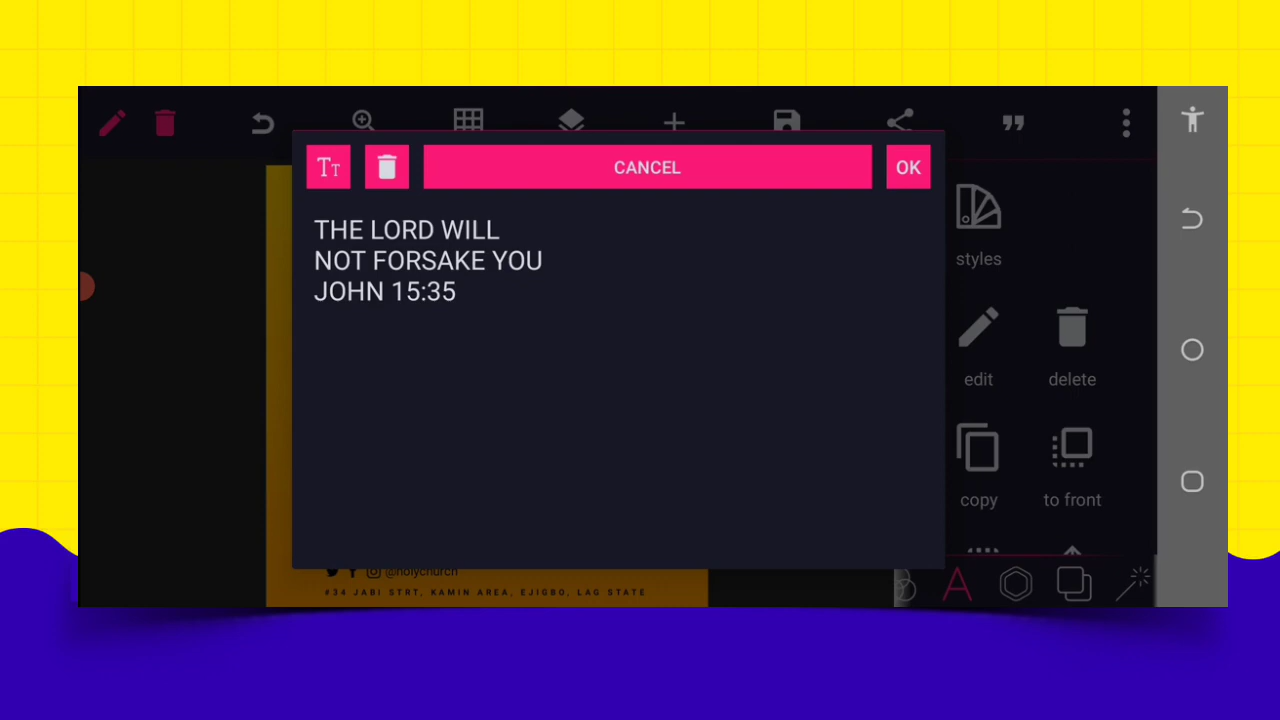 CANCEL
OK
THE LORD WILL
NOT FORSAKE YOU
JOHN 15:35
styles
edit
delete
copy
to front
@holychurch
#34 JABI STRT, KAMIN AREA, EJIGBO, LAG STATE